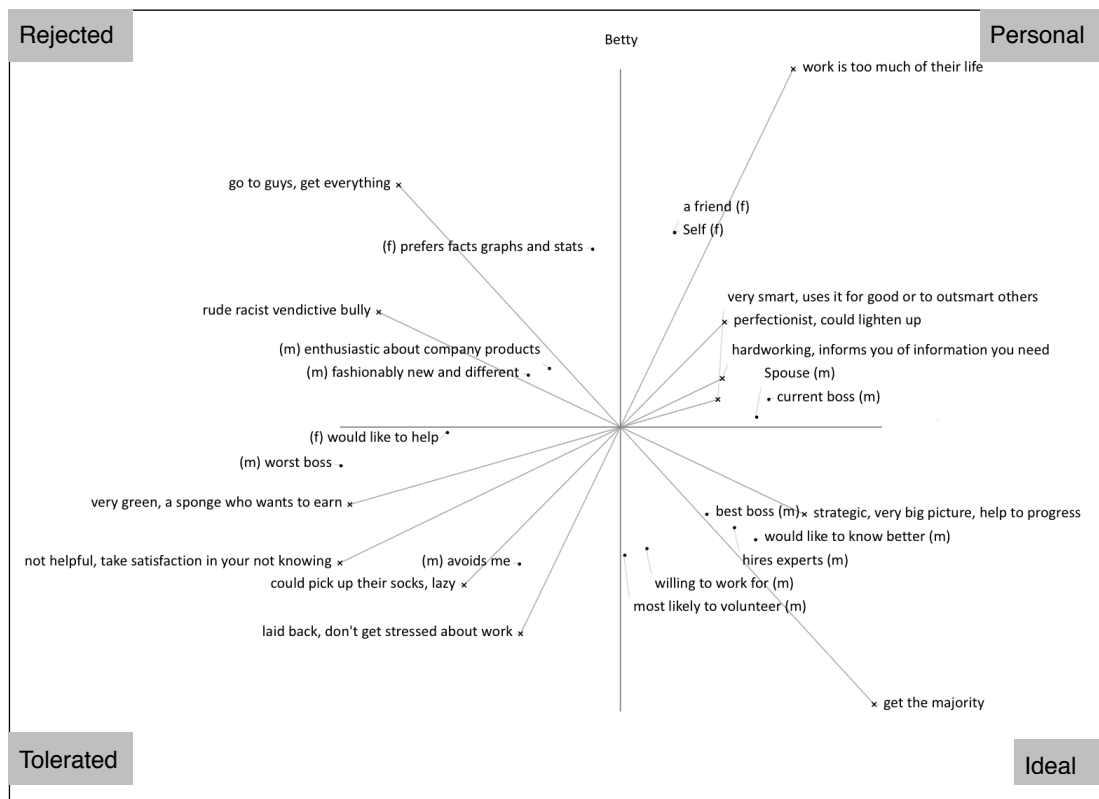 Rejected
Personal
Betty
work is too much of their life
go to guys, get everything
a friend (f)
Self (f)
(f) prefers facts graphs and stats
very smart, uses it for good or to outsmart others
rude racist vendictive bully
perfectionist, could lighten up
(m) enthusiastic about company products
hardworking, informs you of information you need
(m) fashionably new and different
Spouse (m)
current boss (m)
(f) would like to help
(m) worst boss
very green, a sponge who wants to earn
best boss (m)
strategic, very big picture, help to progress
would like to know better (m)
not helpful, take satisfaction in your not knowing
(m) avoids me
hires experts (m)
could pick up their socks, lazy
willing to work for (m)
most likely to volunteer (m)
laid back, don't get stressed about work
get the majority
Tolerated
Ideal